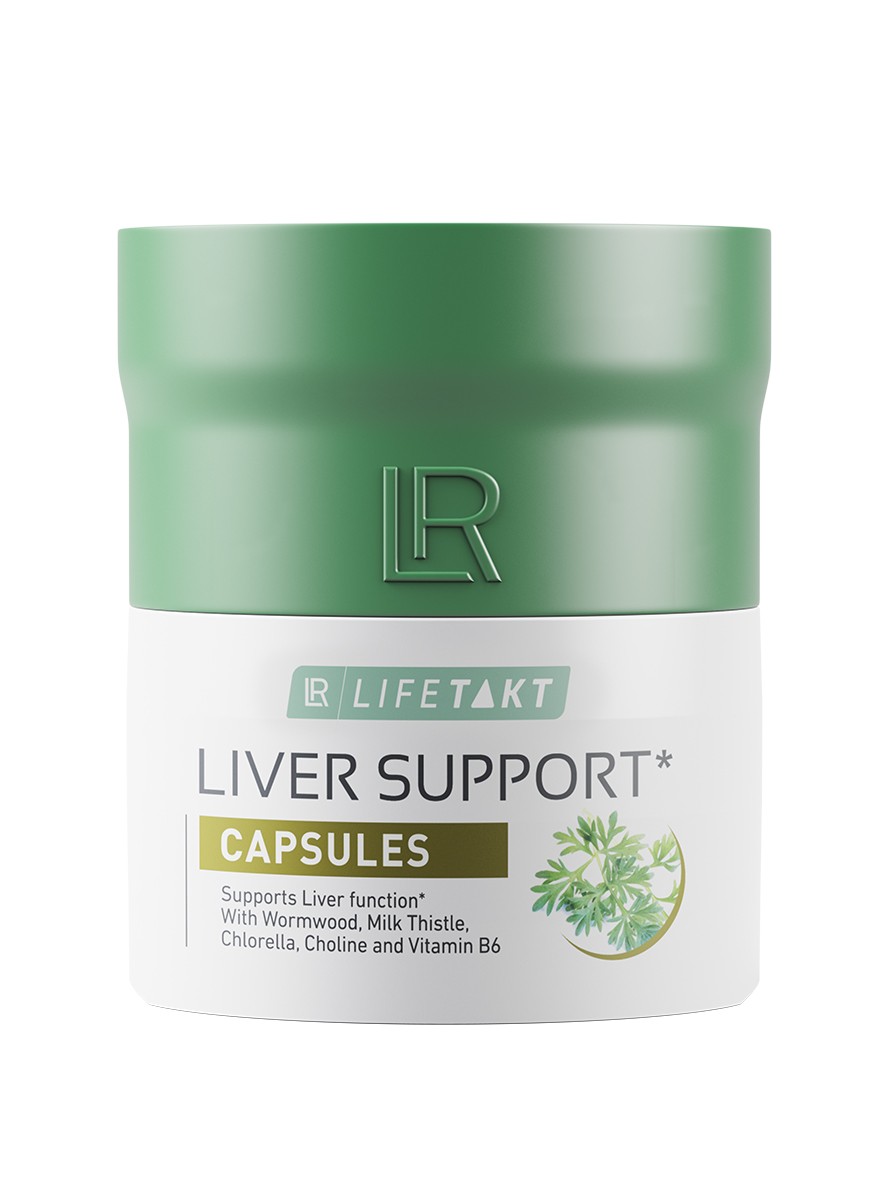 LR
LR LIFETAKT
LIVER SUPPORT*
CAPSULES
Supports Liver function*
With Wormwood, Milk Thistle,
Chlorella, Choline and Vitamin B6